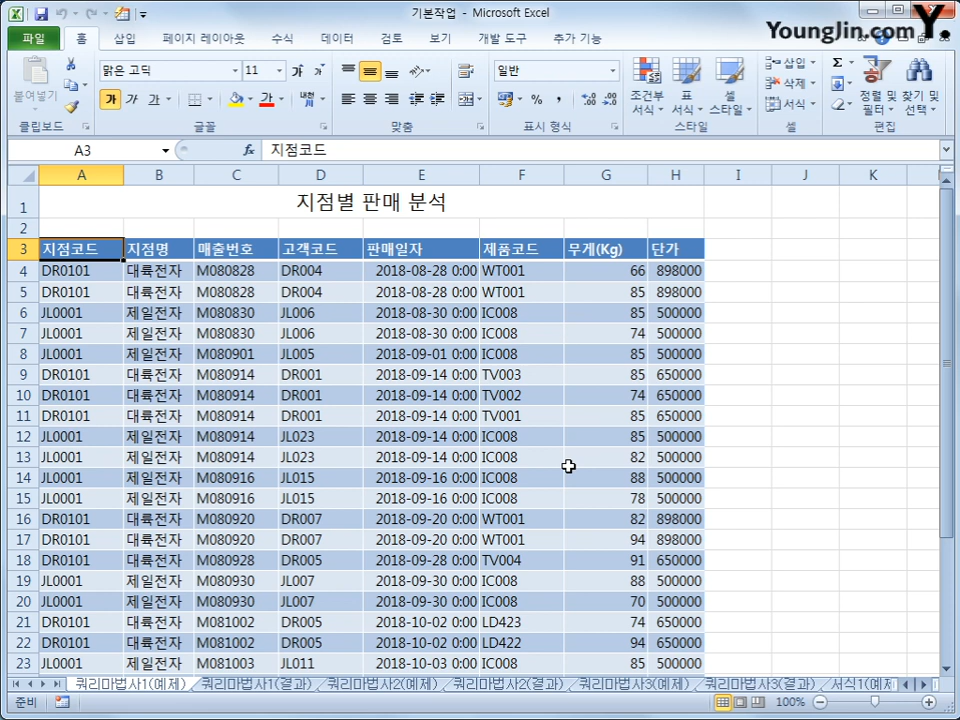 기본작업 - Microsoft Excel
Younglin.com Y.
파일 홈 삽입 페이지 레이아웃 수식 데이터 검토 보기 개발 도구 추가 기능
맑은 고딕 11 가 가 일반 삽입 Σ
붙여넣기 가 가 가 가 % , 조건부 서식 표 서식 셀 스타일 삭제 서식 정렬 및 필터 찾기 및 선택
클립보드 글꼴 맞춤 표시 형식 스타일 셀 편집
A3 fx 지점코드
A B C D E F G H I J K
1 지점별 판매 분석
2
3 지점코드 지점명 매출번호 고객코드 판매일자 제품코드 무게(Kg) 단가
4 DR0101 대륙전자 M080828 DR004 2018-08-28 0:00 WT001 66 898000
5 DR0101 대륙전자 M080828 DR004 2018-08-28 0:00 WT001 85 898000
6 JL0001 제일전자 M080830 JL006 2018-08-30 0:00 IC008 85 500000
7 JL0001 제일전자 M080830 JL006 2018-08-30 0:00 IC008 74 500000
8 JL0001 제일전자 M080901 JL005 2018-09-01 0:00 IC008 85 500000
9 DR0101 대륙전자 M080914 DR001 2018-09-14 0:00 TV003 85 650000
10 DR0101 대륙전자 M080914 DR001 2018-09-14 0:00 TV002 74 650000
11 DR0101 대륙전자 M080914 DR001 2018-09-14 0:00 TV001 85 650000
12 JL0001 제일전자 M080914 JL023 2018-09-14 0:00 IC008 85 500000
13 JL0001 제일전자 M080914 JL023 2018-09-14 0:00 IC008 82 500000
14 JL0001 제일전자 M080916 JL015 2018-09-16 0:00 IC008 88 500000
15 JL0001 제일전자 M080916 JL015 2018-09-16 0:00 IC008 78 500000
16 DR0101 대륙전자 M080920 DR007 2018-09-20 0:00 WT001 82 898000
17 DR0101 대륙전자 M080920 DR007 2018-09-20 0:00 WT001 94 898000
18 DR0101 대륙전자 M080928 DR005 2018-09-28 0:00 TV004 91 650000
19 JL0001 제일전자 M080930 JL007 2018-09-30 0:00 IC008 88 500000
20 JL0001 제일전자 M080930 JL007 2018-09-30 0:00 IC008 70 500000
21 DR0101 대륙전자 M081002 DR005 2018-10-02 0:00 LD423 74 650000
22 DR0101 대륙전자 M081002 DR005 2018-10-02 0:00 LD422 94 650000
23 JL0001 제일전자 M081003 JL011 2018-10-03 0:00 IC008 85 500000
쿼리마법사1(예제) 쿼리마법사1(결과) 쿼리마법사2(예제) 쿼리마법사2(결과) 쿼리마법사3(예제) 쿼리마법사3(결과) 서식1(예제
준비 100%